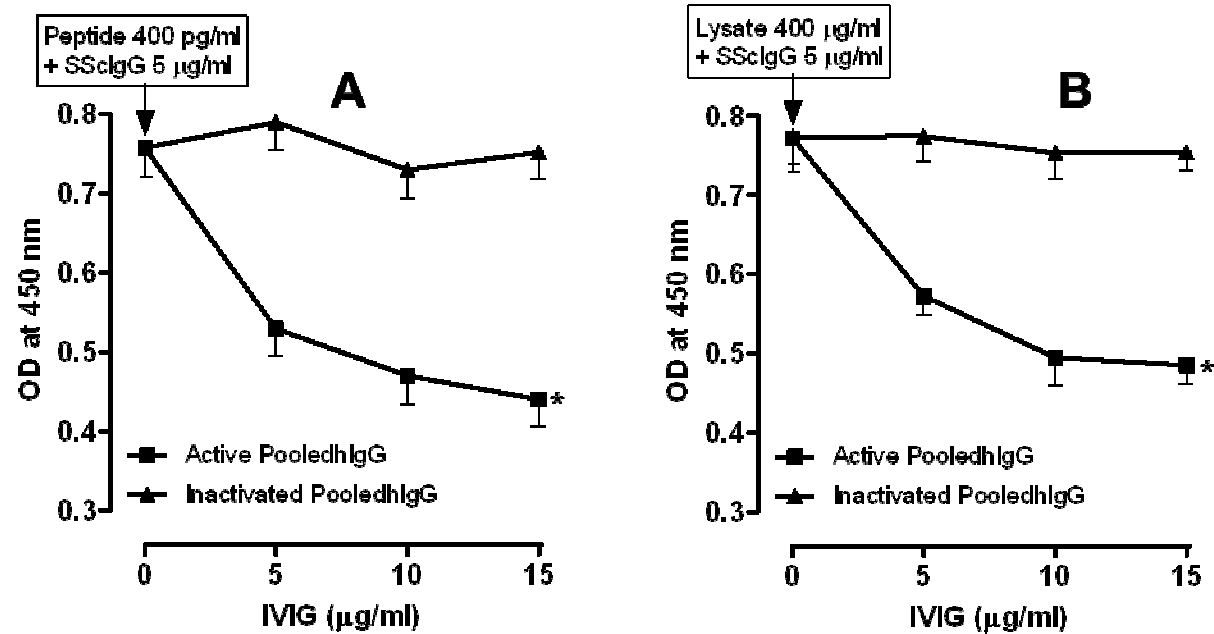 Peptide 400 pg/ml
+ SScIgG 5 µg/ml
A
0.8
0.7
0.6
0.5
0.4
0.3
OD at 450 nm
*
Active PooledhIgG
Inactivated PooledhIgG
0 5 10 15
IVIG (µg/ml)
Lysate 400 µg/ml
+ SScIgG 5 µg/ml
B
0.8
0.7
0.6
0.5
0.4
0.3
OD at 450 nm
*
Active PooledhIgG
Inactivated PooledhIgG
0 5 10 15
IVIG (µg/ml)